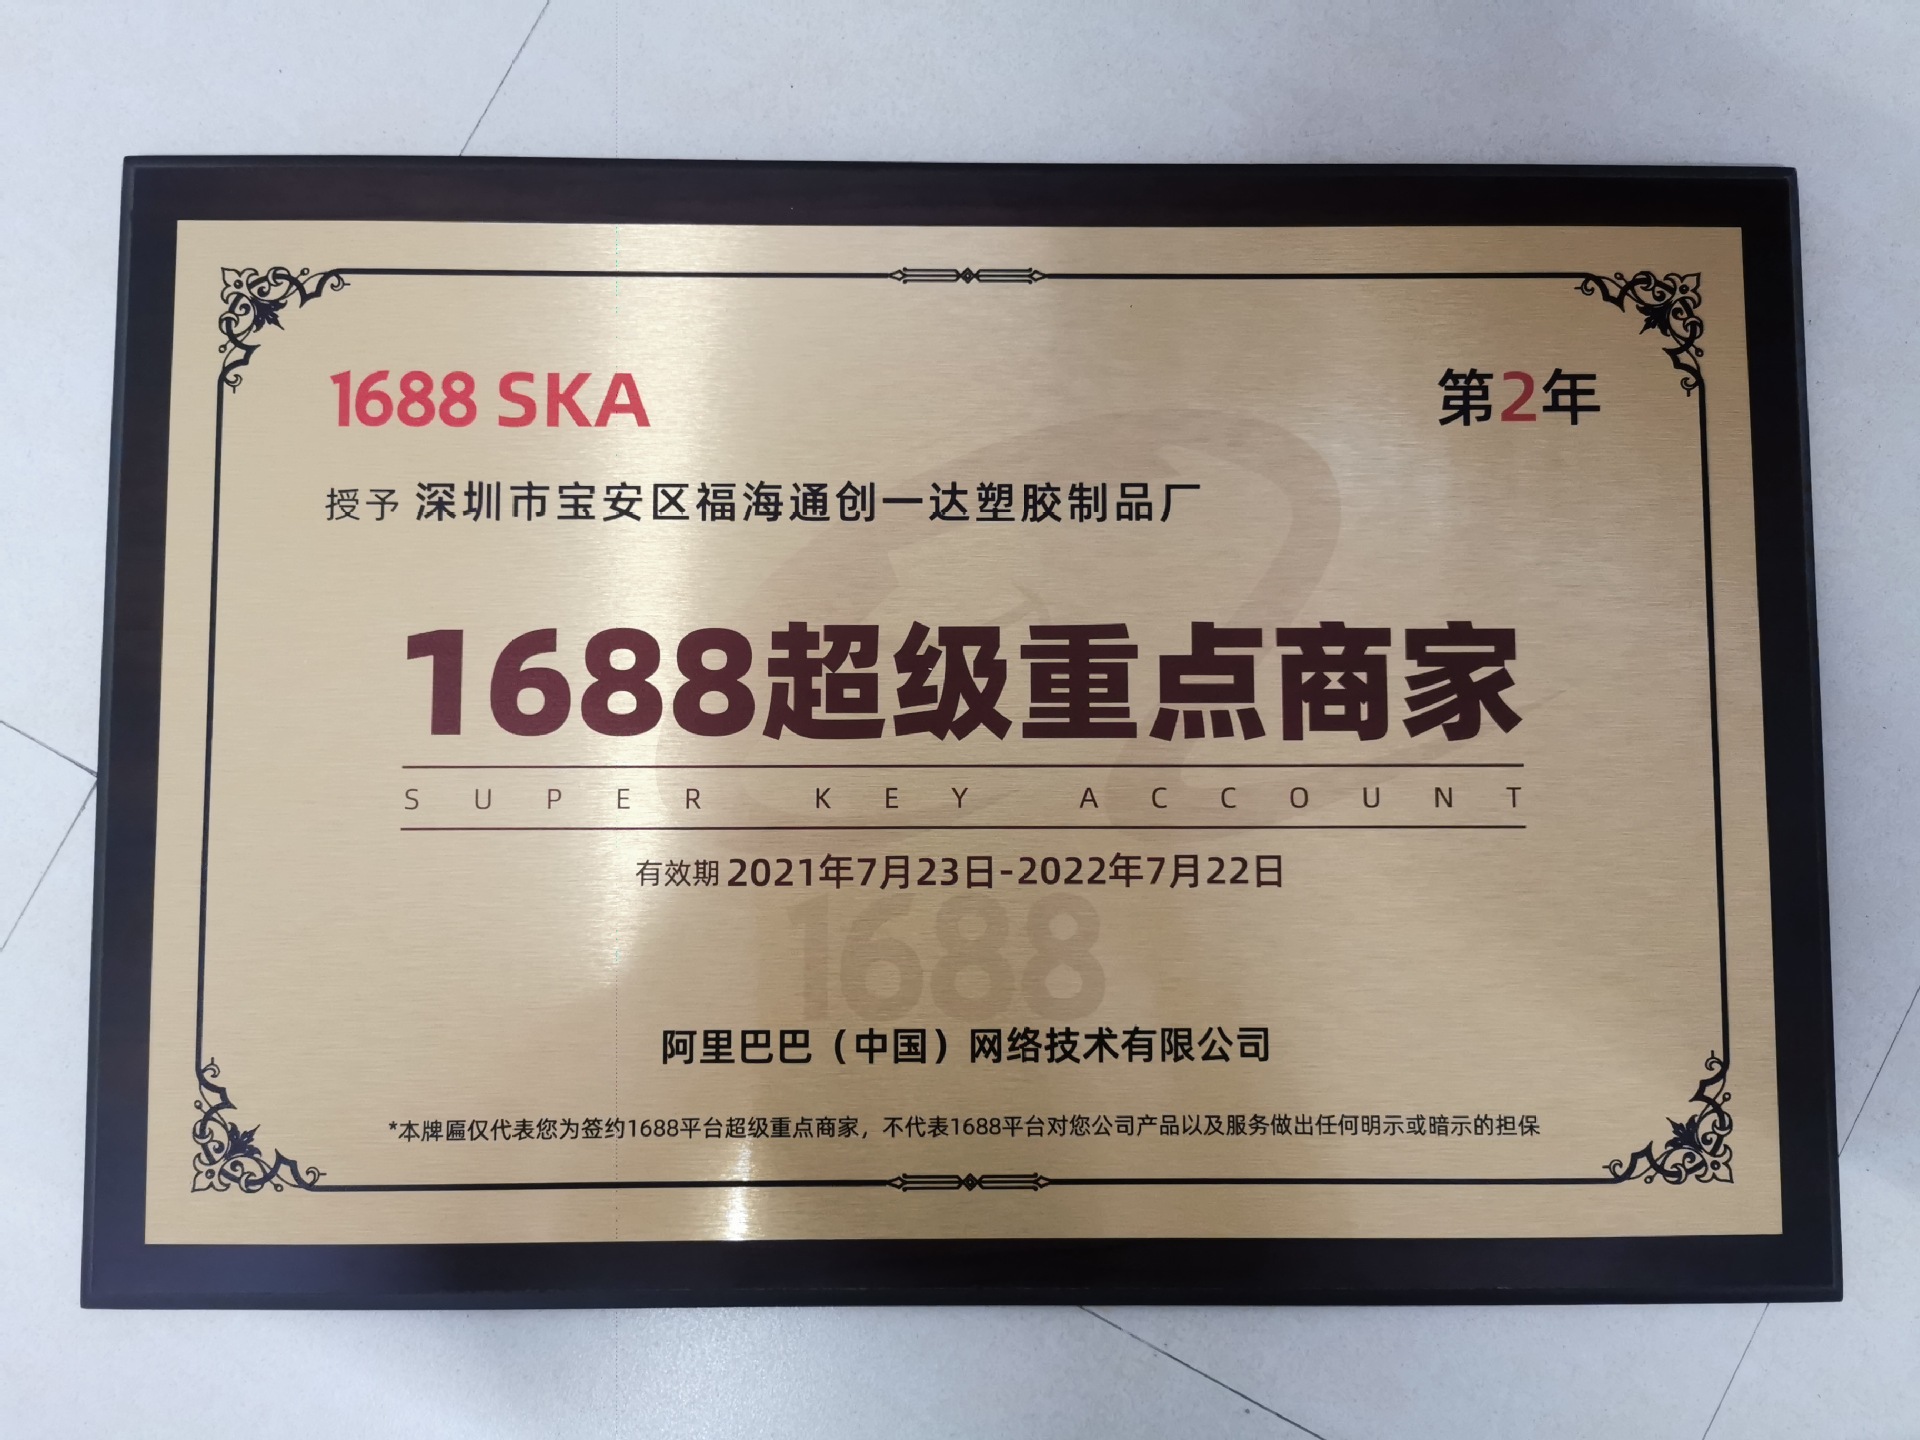 1688 SKA
第2年
授予 深圳市宝安区福海通创一达塑胶制品厂
1688超级重点商家
SUPER KEY ACCOUNT
有效期 2021年7月23日-2022年7月22日
1688
阿里巴巴（中国）网络技术有限公司
*本牌匾仅代表您为签约1688平台超级重点商家，不代表1688平台对您公司产品以及服务做出任何明示或暗示的担保